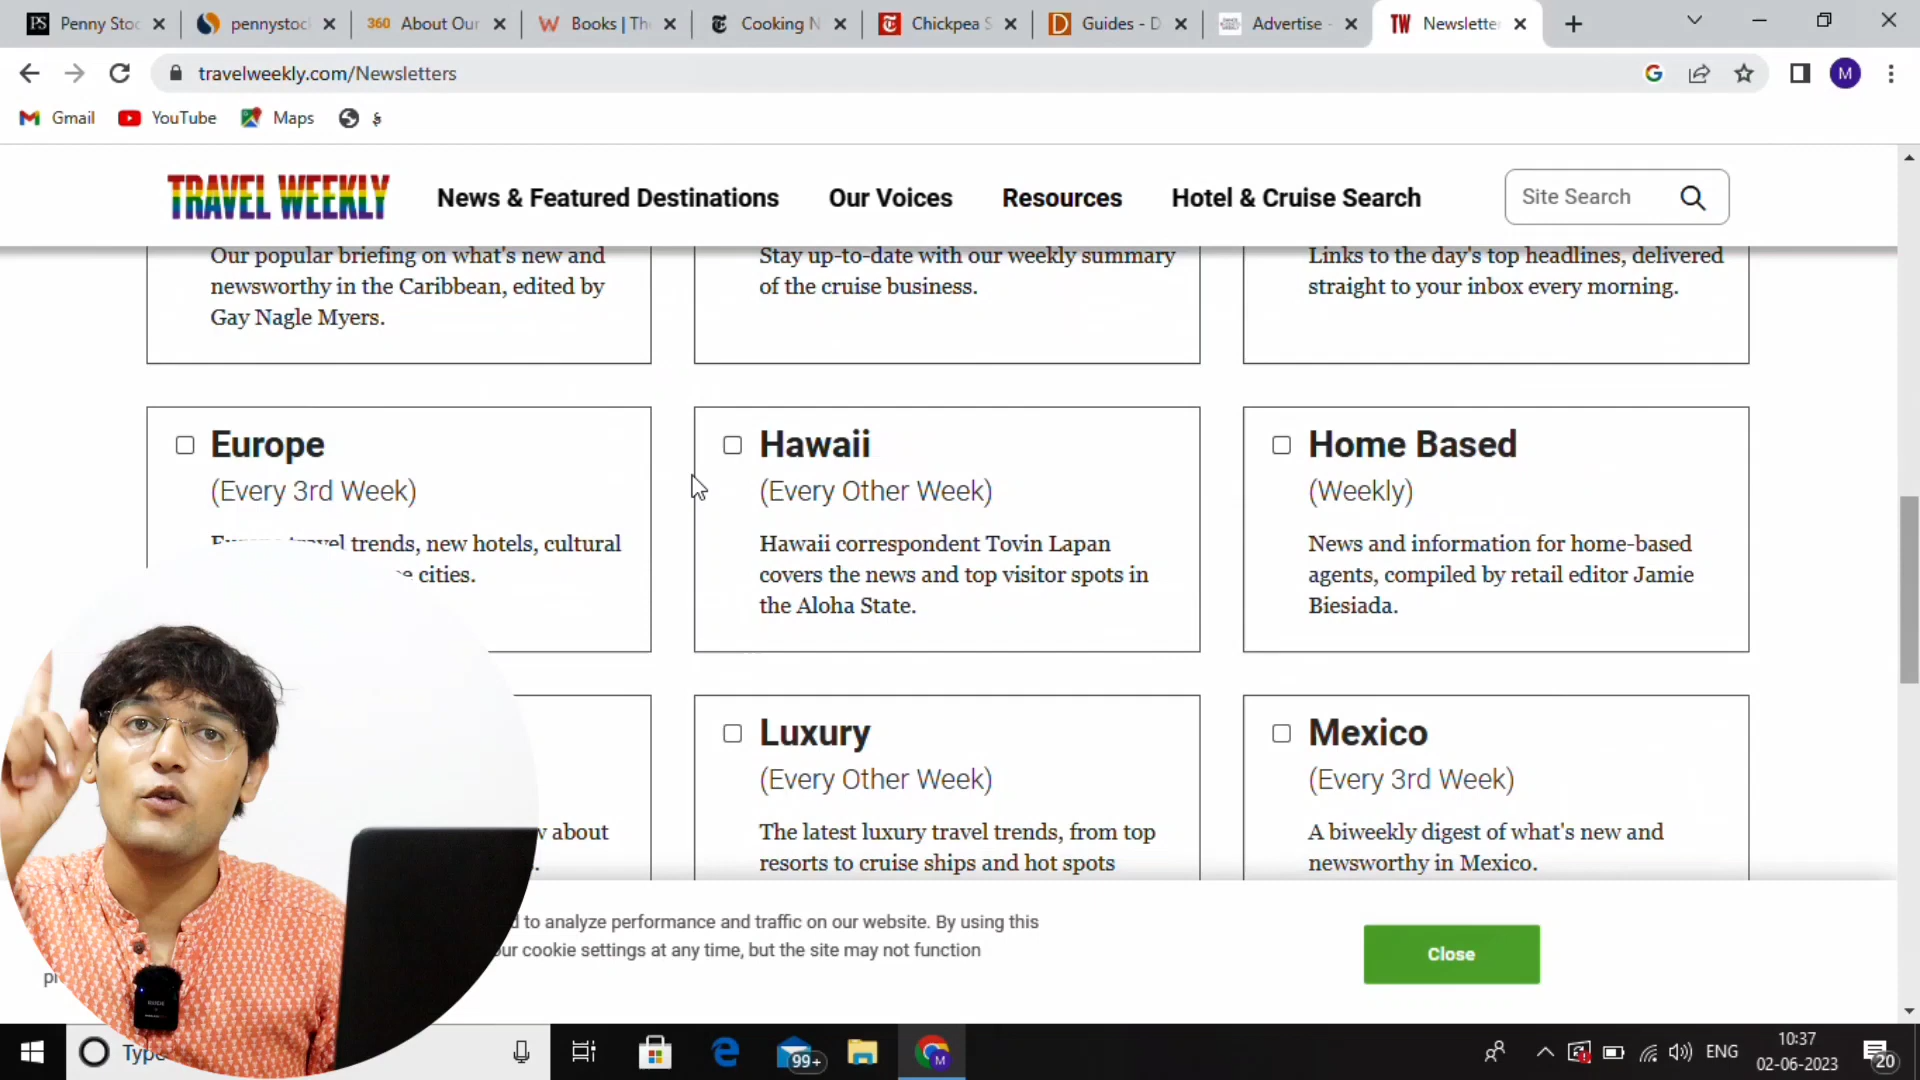 Penny Stoc
pennystoc
360 About Our
Books | Th
Cooking N
Chickpea S
Guides - D
Advertise -
TW Newslette
travelweekly.com/Newsletters
M
Gmail
YouTube
Maps
TRAVEL WEEKLY
News & Featured Destinations
Our Voices
Resources
Hotel & Cruise Search
Site Search
Our popular briefing on what's new and
newsworthy in the Caribbean, edited by
Gay Nagle Myers.
Stay up-to-date with our weekly summary
of the cruise business.
Links to the day's top headlines, delivered
straight to your inbox every morning.
Europe
(Every 3rd Week)
travel trends, new hotels, cultural
cities.
Hawaii
(Every Other Week)
Hawaii correspondent Tovin Lapan
covers the news and top visitor spots in
the Aloha State.
Home Based
(Weekly)
News and information for home-based
agents, compiled by retail editor Jamie
Biesiada.
about
Luxury
(Every Other Week)
The latest luxury travel trends, from top
resorts to cruise ships and hot spots
Mexico
(Every 3rd Week)
A biweekly digest of what's new and
newsworthy in Mexico.
to analyze performance and traffic on our website. By using this
our cookie settings at any time, but the site may not function
Close
Type
99+
M
ENG
10:37
02-06-2023
20